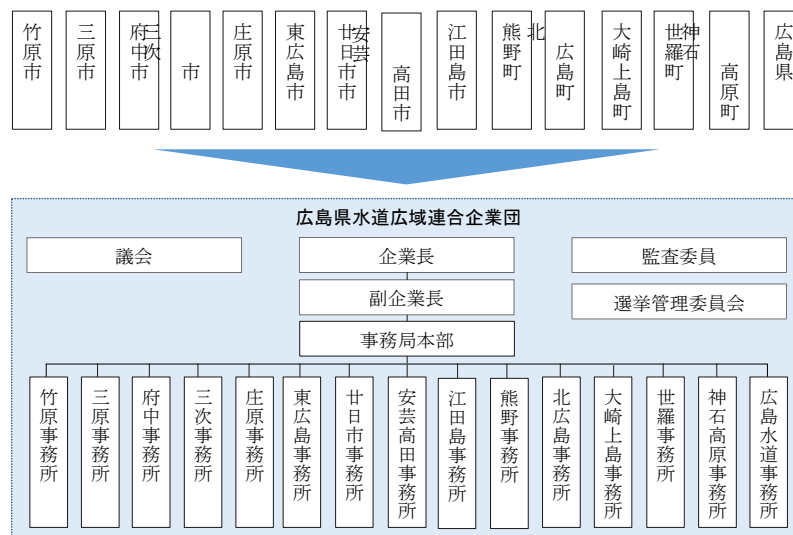 竹原市
三原市
府中市
三次市
庄原市
東広島市
廿日市市
安芸高田市
江田島市
熊野町
北広島町
大崎上島町
世羅町
神石高原町
広島県
広島県水道広域連合企業団
議会
企業長
監査委員
副企業長
選挙管理委員会
事務局本部
竹原事務所
三原事務所
府中事務所
三次事務所
庄原事務所
東広島事務所
廿日市事務所
安芸高田事務所
江田島事務所
熊野事務所
北広島事務所
大崎上島事務所
世羅事務所
神石高原事務所
広島水道事務所